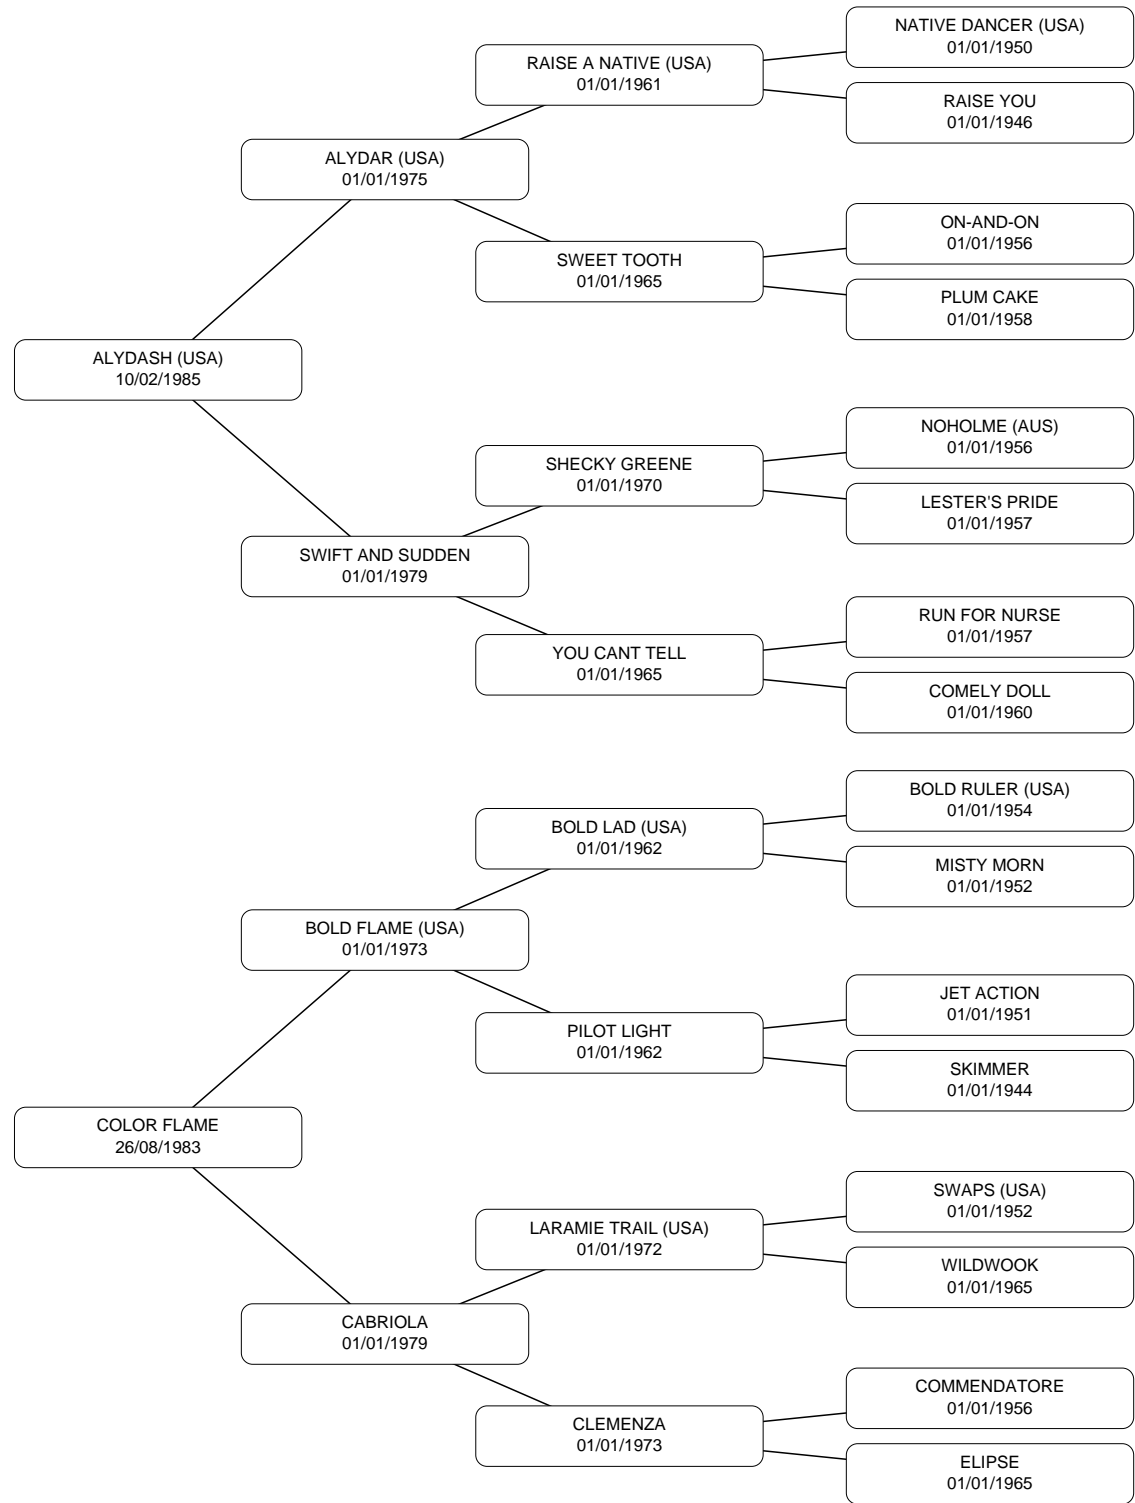 NATIVE DANCER (USA)
01/01/1950
RAISE A NATIVE (USA)
01/01/1961
RAISE YOU
01/01/1946
ALYDAR (USA)
01/01/1975
ON-AND-ON
01/01/1956
SWEET TOOTH
01/01/1965
PLUM CAKE
01/01/1958
ALYDASH (USA)
10/02/1985
NOHOLME (AUS)
01/01/1956
SHECKY GREENE
01/01/1970
LESTER'S PRIDE
01/01/1957
SWIFT AND SUDDEN
01/01/1979
RUN FOR NURSE
01/01/1957
YOU CANT TELL
01/01/1965
COMELY DOLL
01/01/1960
BOLD RULER (USA)
01/01/1954
BOLD LAD (USA)
01/01/1962
MISTY MORN
01/01/1952
BOLD FLAME (USA)
01/01/1973
JET ACTION
01/01/1951
PILOT LIGHT
01/01/1962
SKIMMER
01/01/1944
COLOR FLAME
26/08/1983
SWAPS (USA)
01/01/1952
LARAMIE TRAIL (USA)
01/01/1972
WILDWOOK
01/01/1965
CABRIOLA
01/01/1979
COMMENDATORE
01/01/1956
CLEMENZA
01/01/1973
ELIPSE
01/01/1965